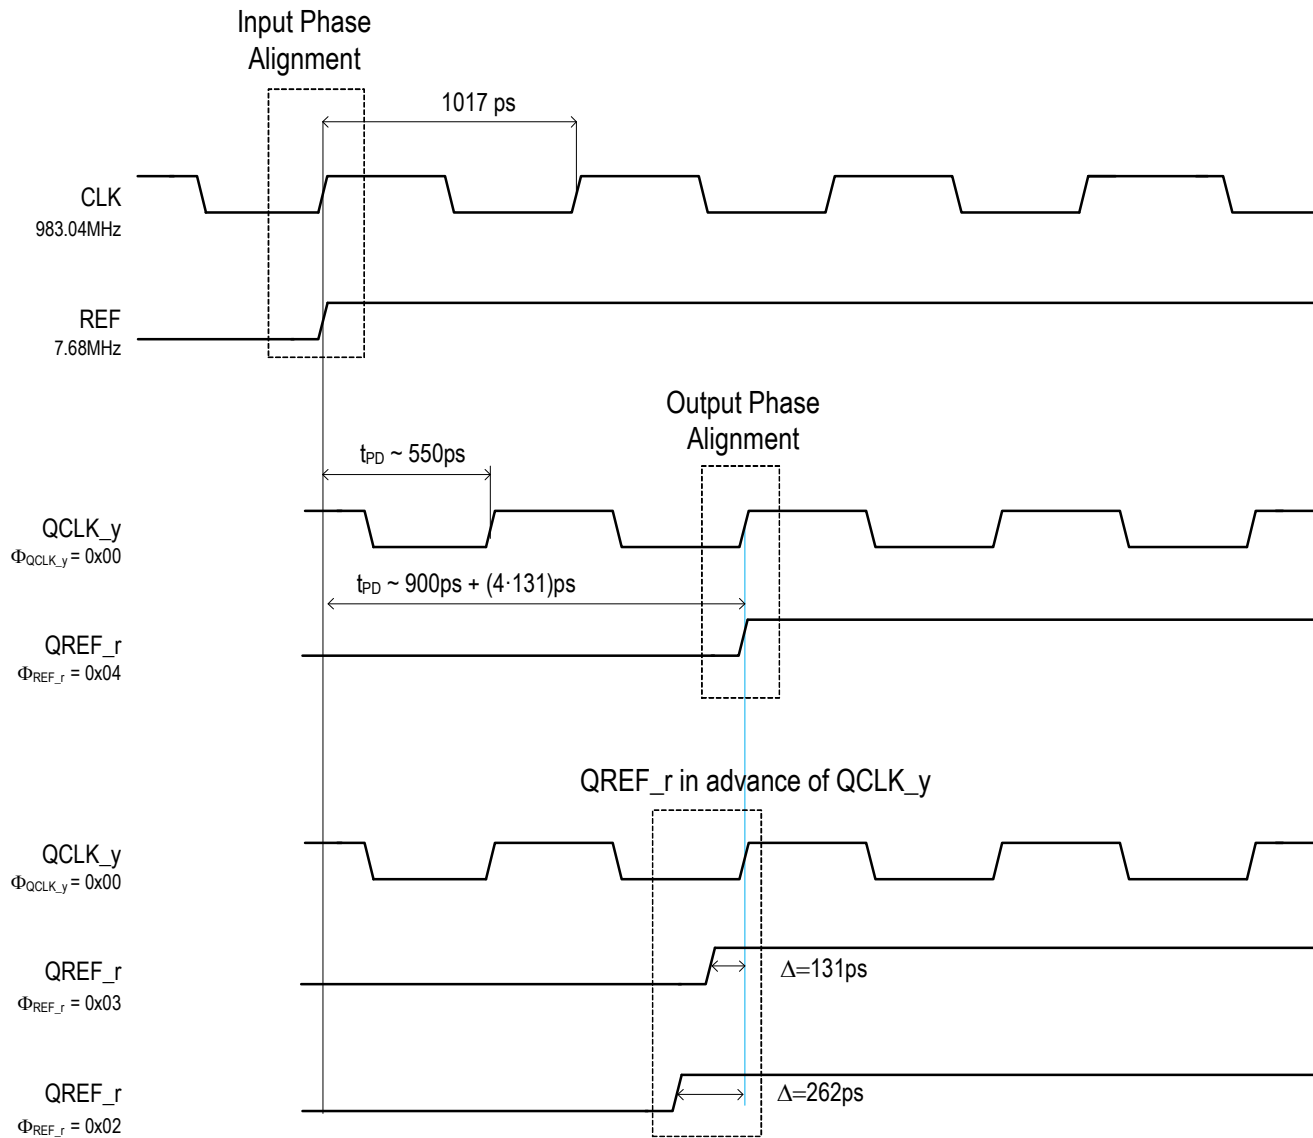 Input Phase
Alignment
1017 ps
CLK
983.04MHz
REF
7.68MHz
Output Phase
Alignment
tPD ~ 550ps
QCLK_y
ΦQCLK_y = 0x00
tPD ~ 900ps + (4·131)ps
QREF_r
ΦREF_r = 0x04
QREF_r in advance of QCLK_y
QCLK_y
ΦQCLK_y = 0x00
QREF_r
Δ=131ps
ΦREF_r = 0x03
QREF_r
Δ=262ps
ΦREF_r = 0x02